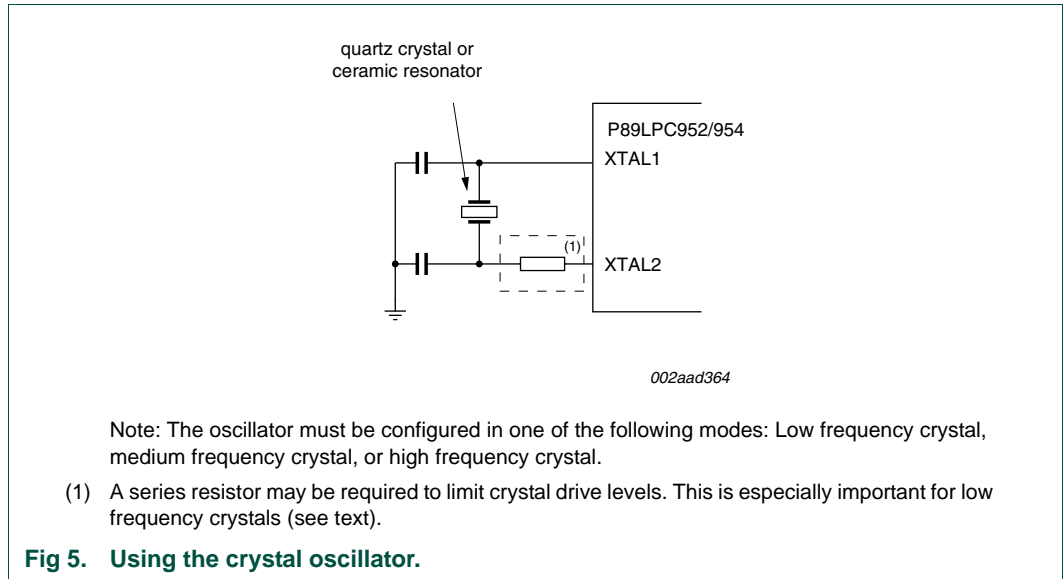 quartz crystal or
ceramic resonator
P89LPC952/954
XTAL1
(1)
XTAL2
002aad364
Note: The oscillator must be configured in one of the following modes: Low frequency crystal,
medium frequency crystal, or high frequency crystal.
(1) A series resistor may be required to limit crystal drive levels. This is especially important for low
frequency crystals (see text).
Fig 5. Using the crystal oscillator.